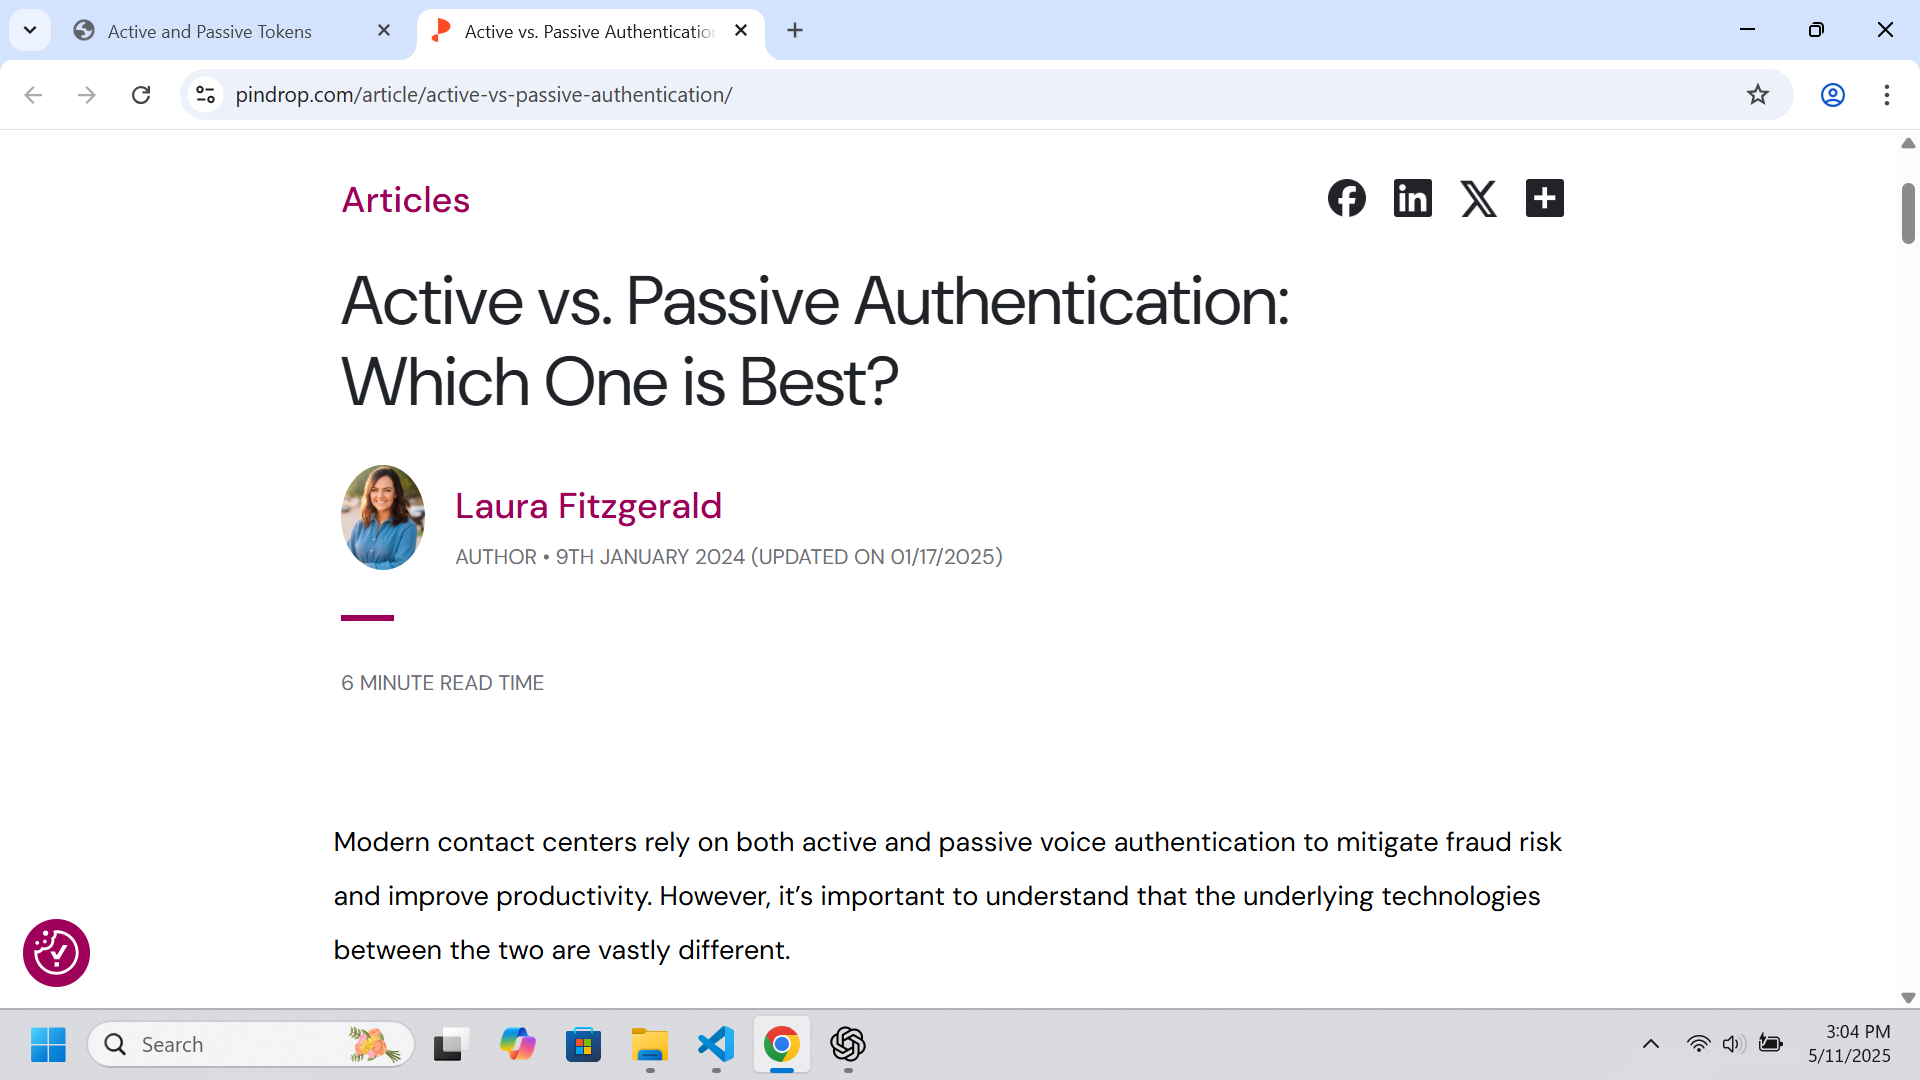 Active and Passive Tokens
Active vs. Passive Authentication
pindrop.com/article/active-vs-passive-authentication/
Articles
Active vs. Passive Authentication:
Which One is Best?
Laura Fitzgerald
AUTHOR • 9TH JANUARY 2024 (UPDATED ON 01/17/2025)
6 MINUTE READ TIME
Modern contact centers rely on both active and passive voice authentication to mitigate fraud risk
and improve productivity. However, it’s important to understand that the underlying technologies
between the two are vastly different.
Search
3:04 PM
5/11/2025